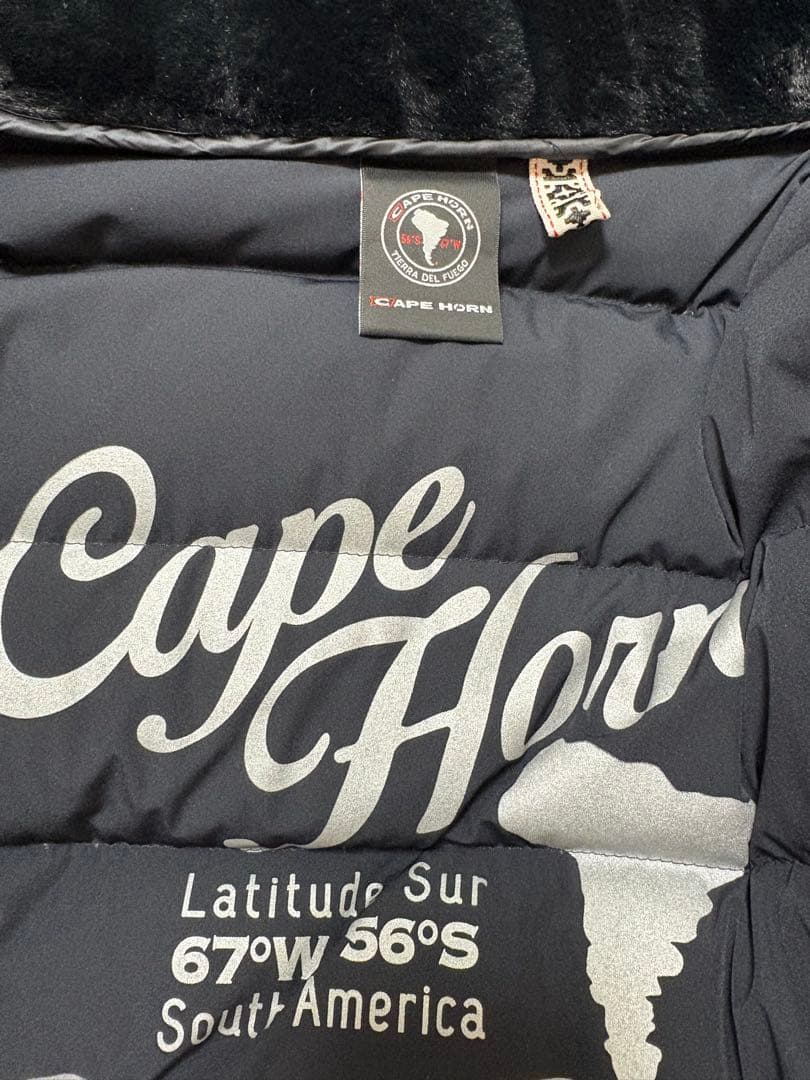 CAPE HORN
56°S 67°W
TIERRA DEL FUEGO
CAPE HORN
Cape
Horn
Latitude Sur
67°W 56°S
South America